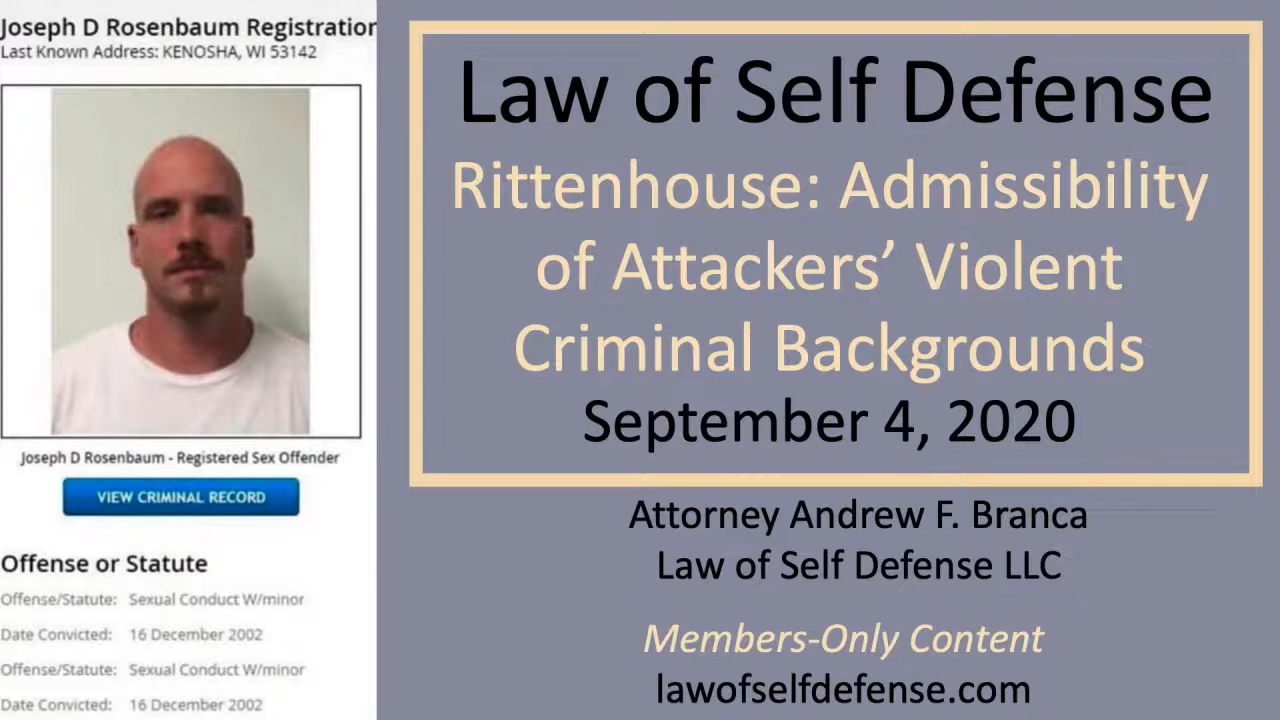 Joseph D Rosenbaum Registration
Last Known Address: KENOSHA, WI 53142
Joseph D Rosenbaum - Registered Sex Offender
VIEW CRIMINAL RECORD
Offense or Statute
Offense/Statute: Sexual Conduct W/minor
Date Convicted: 16 December 2002
Offense/Statute: Sexual Conduct W/minor
Date Convicted: 16 December 2002
Law of Self Defense
Rittenhouse: Admissibility
of Attackers’ Violent
Criminal Backgrounds
September 4, 2020
Attorney Andrew F. Branca
Law of Self Defense LLC
Members-Only Content
lawofselfdefense.com